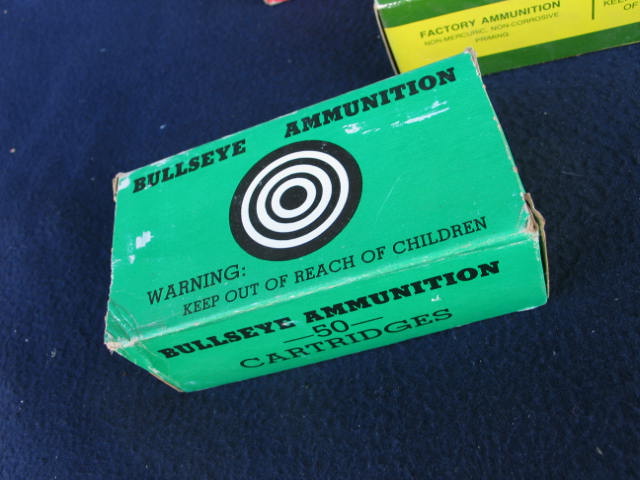 FACTORY AMMUNITION
NON-MERCURIC, NON-CORROSIVE
PRIMING
OF
BULLSEYE AMMUNITION
WARNING:
KEEP OUT OF REACH OF CHILDREN
BULLSEYE AMMUNITION
—50—
CARTRIDGES